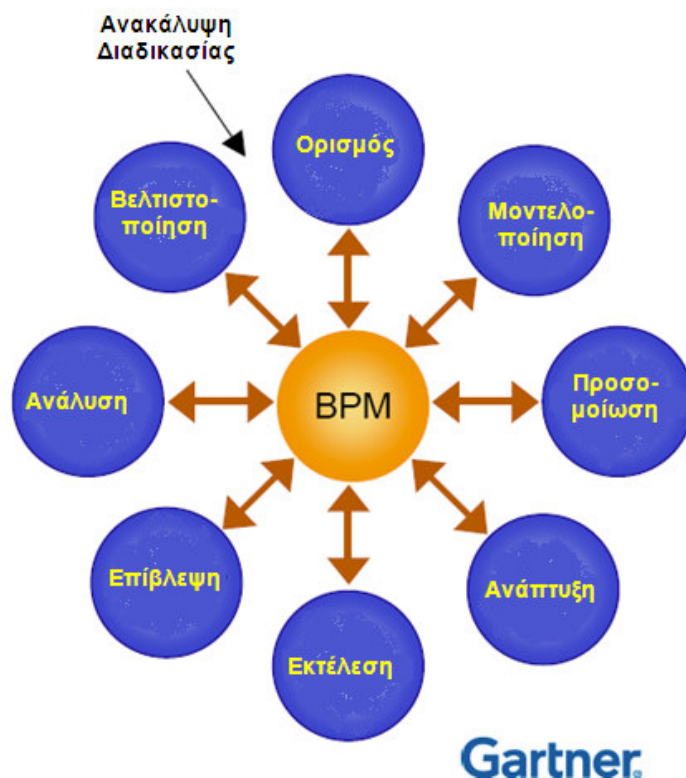 Ανακάλυψη
Διαδικασίας
Ορισμός
Βελτιστο-
ποίηση
Μοντελο-
ποίηση
Ανάλυση
BPM
Προσο-
μοίωση
Επίβλεψη
Ανάπτυξη
Εκτέλεση
Gartner